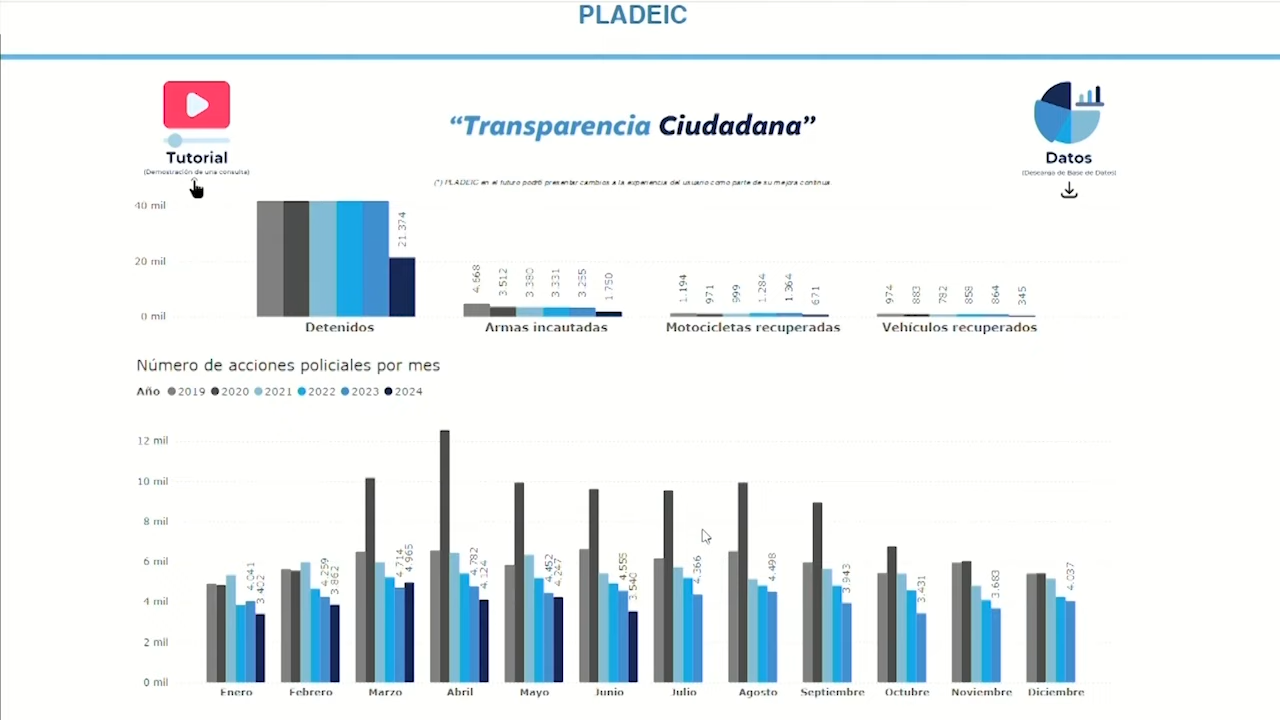 PLADEIC
Tutorial
(Demostración de una consulta)
“Transparencia Ciudadana”
(*) PLADEIC en el futuro podrá presentar cambios a la experiencia del usuario como parte de su mejora continua.
Datos
(Descarga de Base de Datos)
40 mil
20 mil
0 mil
21.374
4.668
3.512
3.380
3.331
3.255
1.750
1.194
971
999
1.284
1.364
671
974
883
782
858
864
345
Detenidos
Armas incautadas
Motocicletas recuperadas
Vehículos recuperados
Número de acciones policiales por mes
Año 2019 2020 2021 2022 2023 2024
12 mil
10 mil
8 mil
6 mil
4 mil
2 mil
0 mil
4.041
3.402
4.259
3.862
4.714
4.965
4.782
4.124
4.452
4.247
4.555
3.540
4.366
4.498
3.943
3.431
3.683
4.037
Enero
Febrero
Marzo
Abril
Mayo
Junio
Julio
Agosto
Septiembre
Octubre
Noviembre
Diciembre